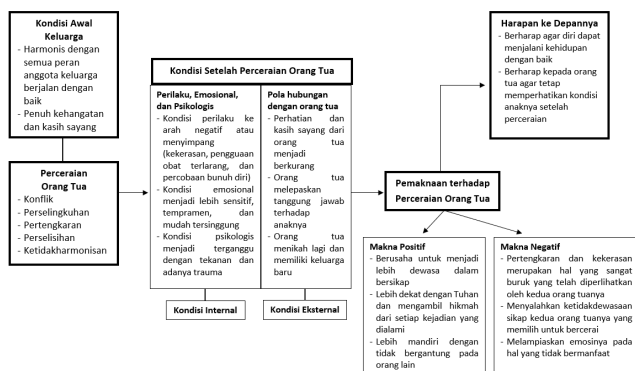 Kondisi Awal
Keluarga
- Harmonis dengan
semua peran
anggota keluarga
berjalan dengan
baik
- Penuh kehangatan
dan kasih sayang
Perceraian
Orang Tua
- Konflik
- Perselingkuhan
- Pertengkaran
- Perselisihan
- Ketidakharmonisan
Kondisi Setelah Perceraian Orang Tua
Perilaku, Emosional,
dan Psikologis
- Kondisi perilaku ke
arah negatif atau
menyimpang
(kekerasan, pengguaan
obat terlarang, dan
percobaan bunuh diri)
- Kondisi emosional
menjadi lebih sensitif,
tempramen, dan
mudah tersinggung
- Kondisi psikologis
menjadi terganggu
dengan tekanan dan
adanya trauma
Kondisi Internal
Pola hubungan
dengan orang tua
- Perhatian dan
kasih sayang dari
orang tua
menjadi
berkurang
- Orang tua
melepaskan
tanggung jawab
terhadap
anaknya
- Orang tua
menikah lagi dan
memiliki keluarga
baru
Kondisi Eksternal
Harapan ke Depannya
- Berharap agar diri dapat
menjalani kehidupan
dengan baik
- Berharap kepada orang
tua agar tetap
memperhatikan kondisi
anaknya setelah
perceraian
Pemaknaan terhadap
Perceraian Orang Tua
Makna Positif
- Berusaha untuk menjadi
lebih dewasa dalam
bersikap
- Lebih dekat dengan Tuhan
dan mengambil hikmah
dari setiap kejadian yang
dialami
- Lebih mandiri dengan
tidak bergantung pada
orang lain
Makna Negatif
- Pertengkaran dan kekerasan
merupakan hal yang sangat
buruk yang telah diperlihatkan
oleh kedua orang tuanya
- Menyalahkan ketidakdewasaan
sikap kedua orang tuanya yang
memilih untuk bercerai
- Melampiaskan emosinya pada
hal yang tidak bermanfaat